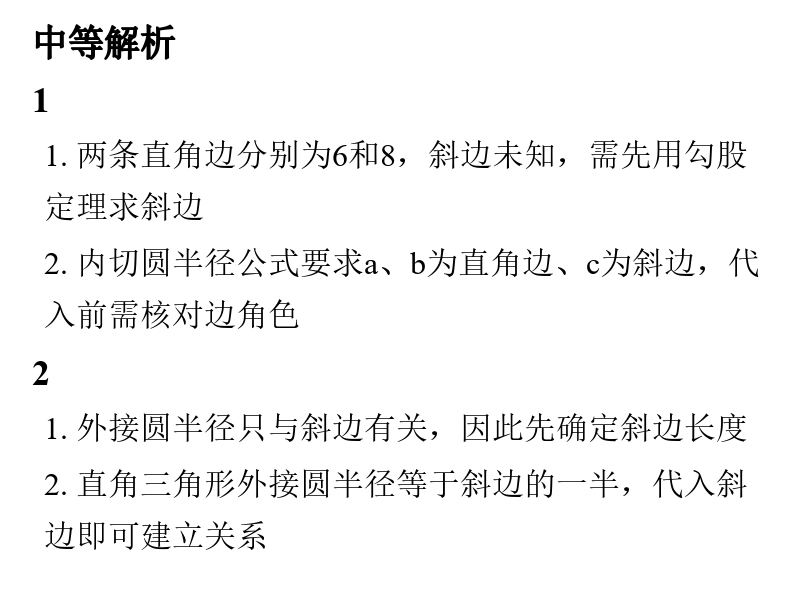 中等解析
1
1. 两条直角边分别为6和8，斜边未知，需先用勾股
定理求斜边
2. 内切圆半径公式要求a、b为直角边、c为斜边，代
入前需核对边角色
2
1. 外接圆半径只与斜边有关，因此先确定斜边长度
2. 直角三角形外接圆半径等于斜边的一半，代入斜
边即可建立关系